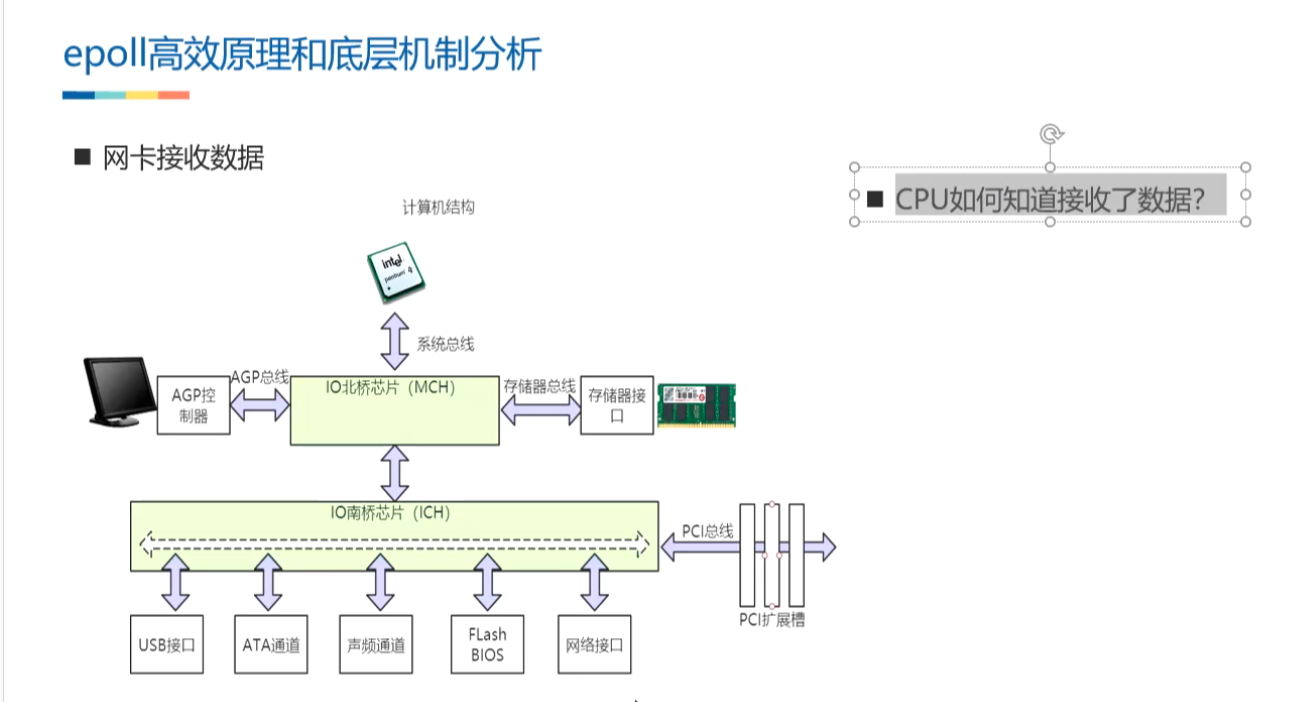 epoll高效原理和底层机制分析
■ 网卡接收数据
■ CPU如何知道接收了数据?
计算机结构
intel
pentium 4
系统总线
AGP控
制器
AGP总线
IO北桥芯片（MCH）
存储器总线
存储器接
口
IO南桥芯片（ICH）
PCI总线
PCI扩展槽
USB接口
ATA通道
声频通道
FLash
BIOS
网络接口